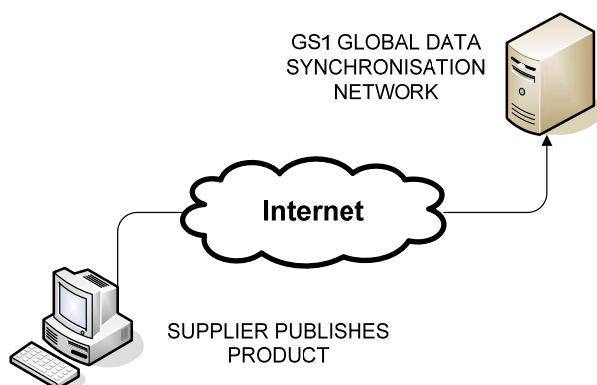 GS1 GLOBAL DATA
SYNCHRONISATION
NETWORK
Internet
SUPPLIER PUBLISHES
PRODUCT